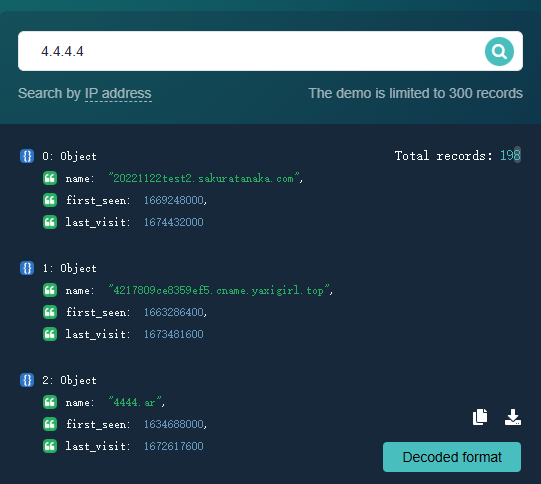 4.4.4.4
Search by IP address
The demo is limited to 300 records
{} 0: Object
Total records: 198
name: "20221122test2.sakuratanaka.com",
first_seen: 1669248000,
last_visit: 1674432000
{} 1: Object
name: "4217809ce8359ef5.cname.yaxigirl.top",
first_seen: 1663286400,
last_visit: 1673481600
{} 2: Object
name: "4444.ar",
first_seen: 1634688000,
last_visit: 1672617600
Decoded format